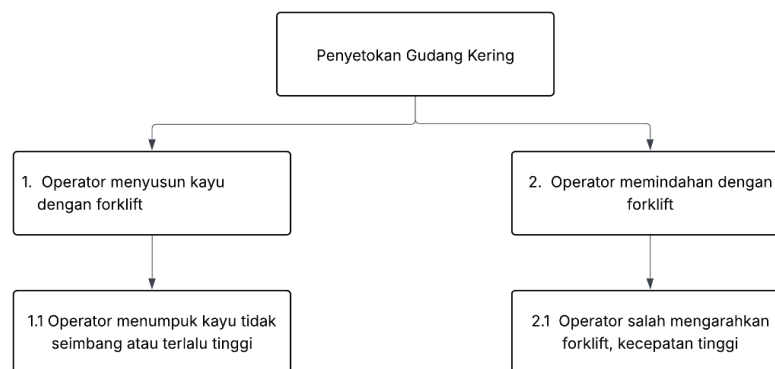 Penyetokan Gudang Kering
1. Operator menyusun kayu
dengan forklift
2. Operator memindahan dengan
forklift
1.1 Operator menumpuk kayu tidak
seimbang atau terlalu tinggi
2.1 Operator salah mengarahkan
forklift, kecepatan tinggi